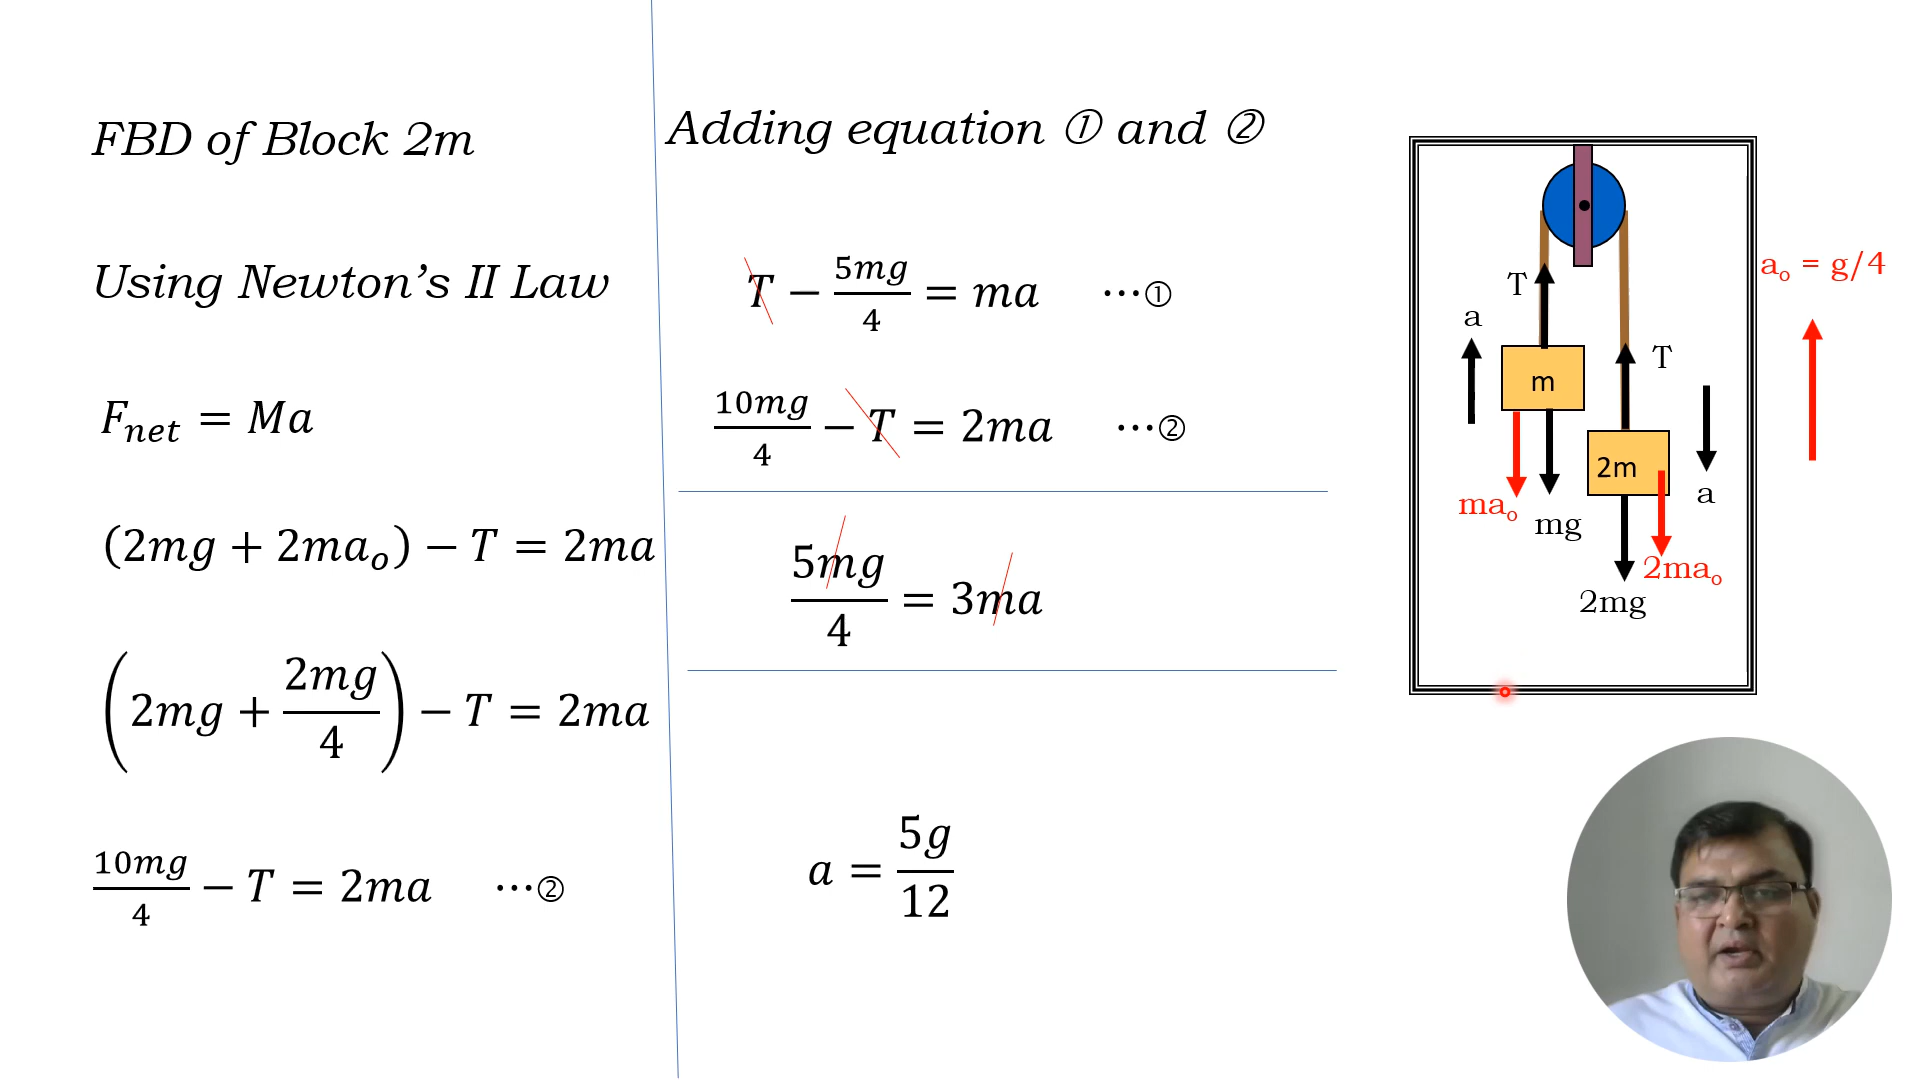 FBD of Block 2m
Using Newton’s II Law
F_net = Ma
(2mg + 2ma_o) − T = 2ma
(2mg + 2mg/4) − T = 2ma
10mg/4 − T = 2ma ⋯②
Adding equation ① and ②
T − 5mg/4 = ma ⋯①
10mg/4 − T = 2ma ⋯②
5mg/4 = 3ma
a = 5g/12
a_o = g/4
T
a
T
m
2m
a
ma_o
mg
2ma_o
2mg